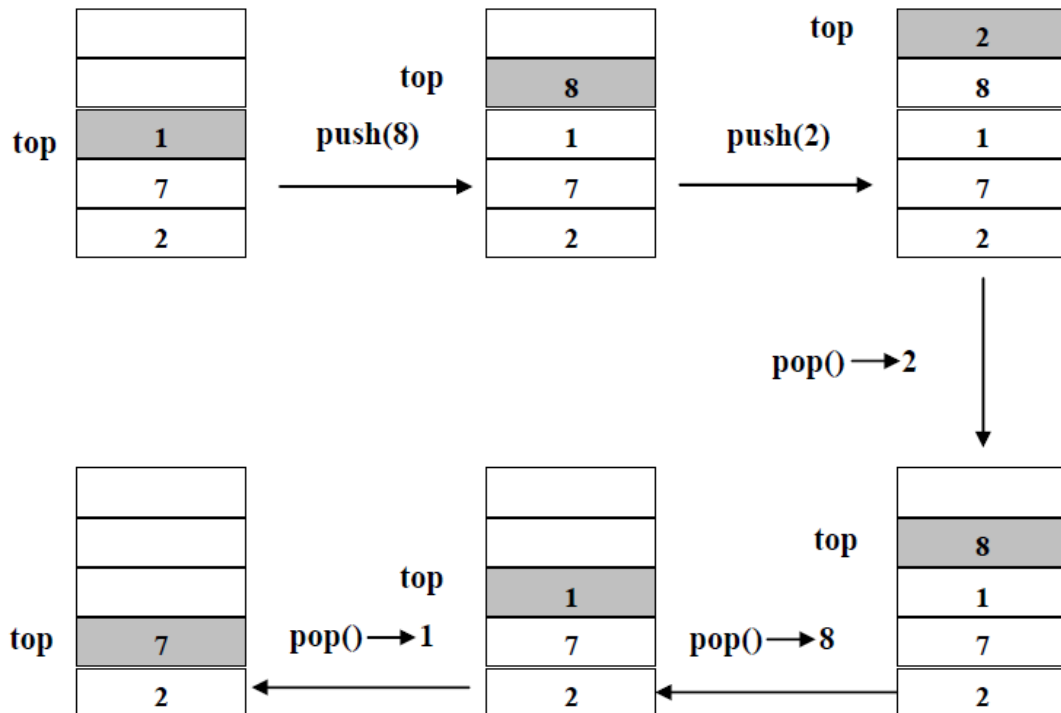 top 2
top 8 8
top 1 push(8) 1 push(2) 1
7 7 7
2 2 2
pop() 2
top 8
top 1 1
top 7 pop() 1 7 pop() 8 7
2 2 2